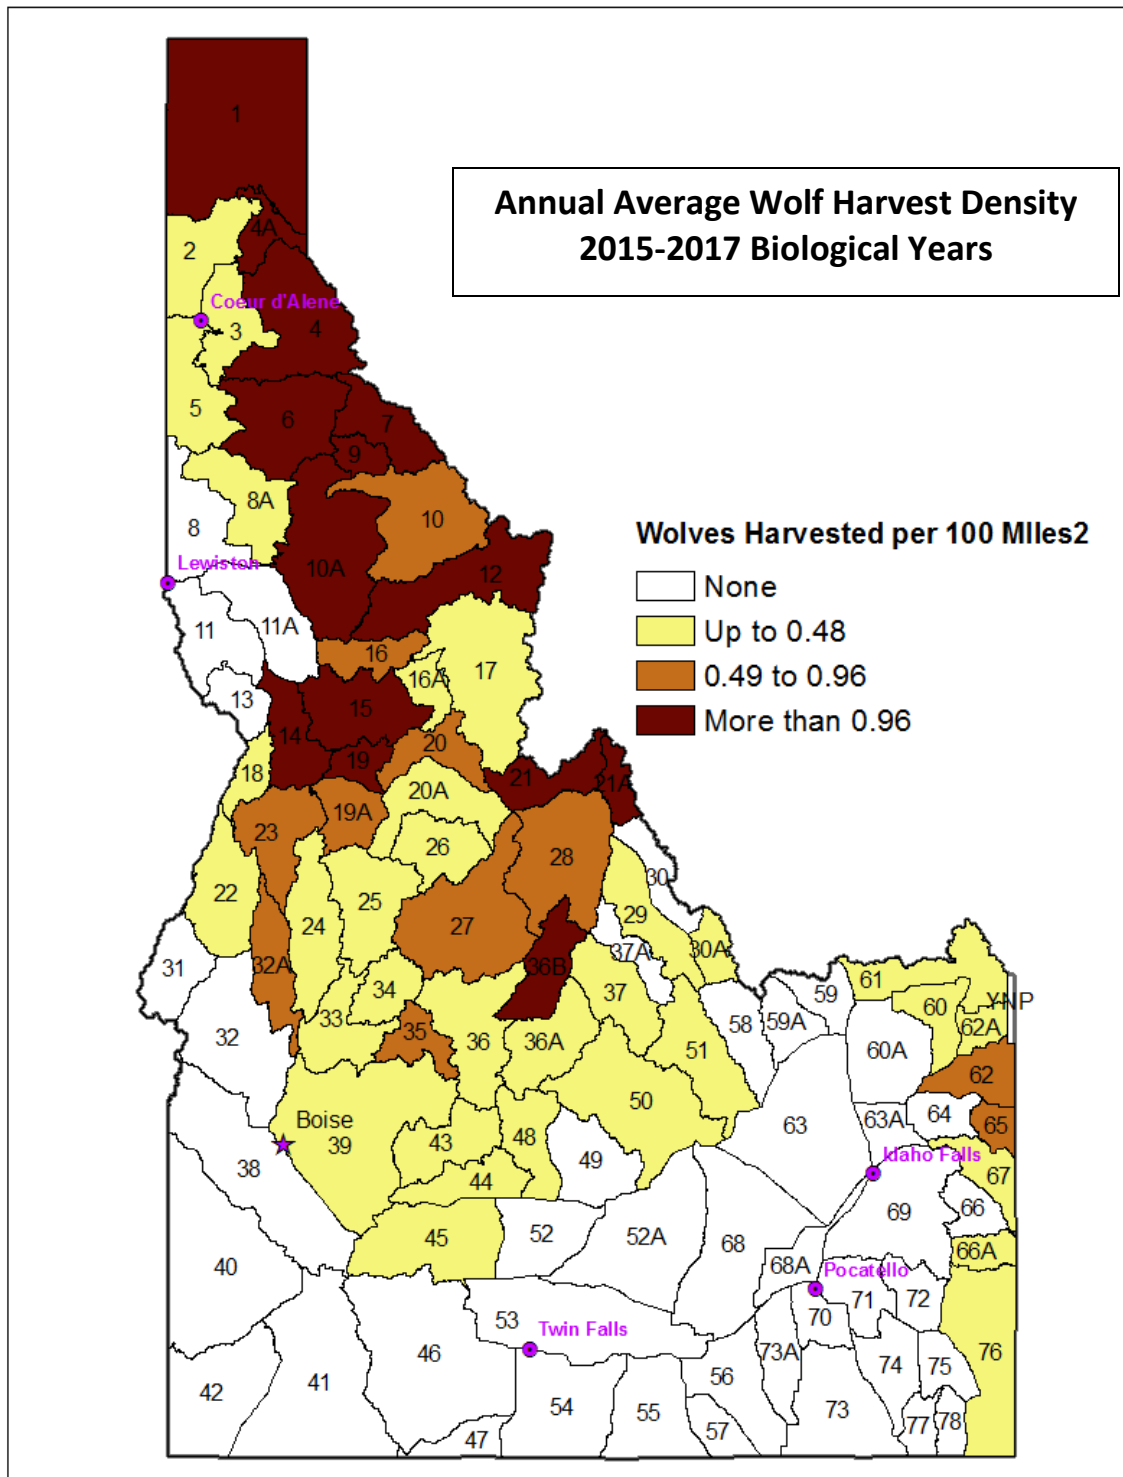 1
Annual Average Wolf Harvest Density
2015-2017 Biological Years
4A
2
Coeur d'Alene
3
4
5
6
7
9
8A
8
10
Wolves Harvested per 100 MIles2
None
Up to 0.48
0.49 to 0.96
More than 0.96
Lewiston
10A
12
11
11A
16
16A
17
13
15
14
20
18
19
21
21A
20A
19A
23
26
28
30
22
25
24
27
29
30A
37A
36B
31
32A
34
37
61
59
60
YNP
58
59A
62A
33
35
32
36
36A
51
60A
62
50
64
65
63A
63
Boise
39
43
48
49
38
44
Idaho Falls
67
69
66
45
52
52A
68
66A
40
68A
Pocatello
72
71
70
53
Twin Falls
46
73A
74
76
75
56
41
42
54
55
73
57
77
78
47